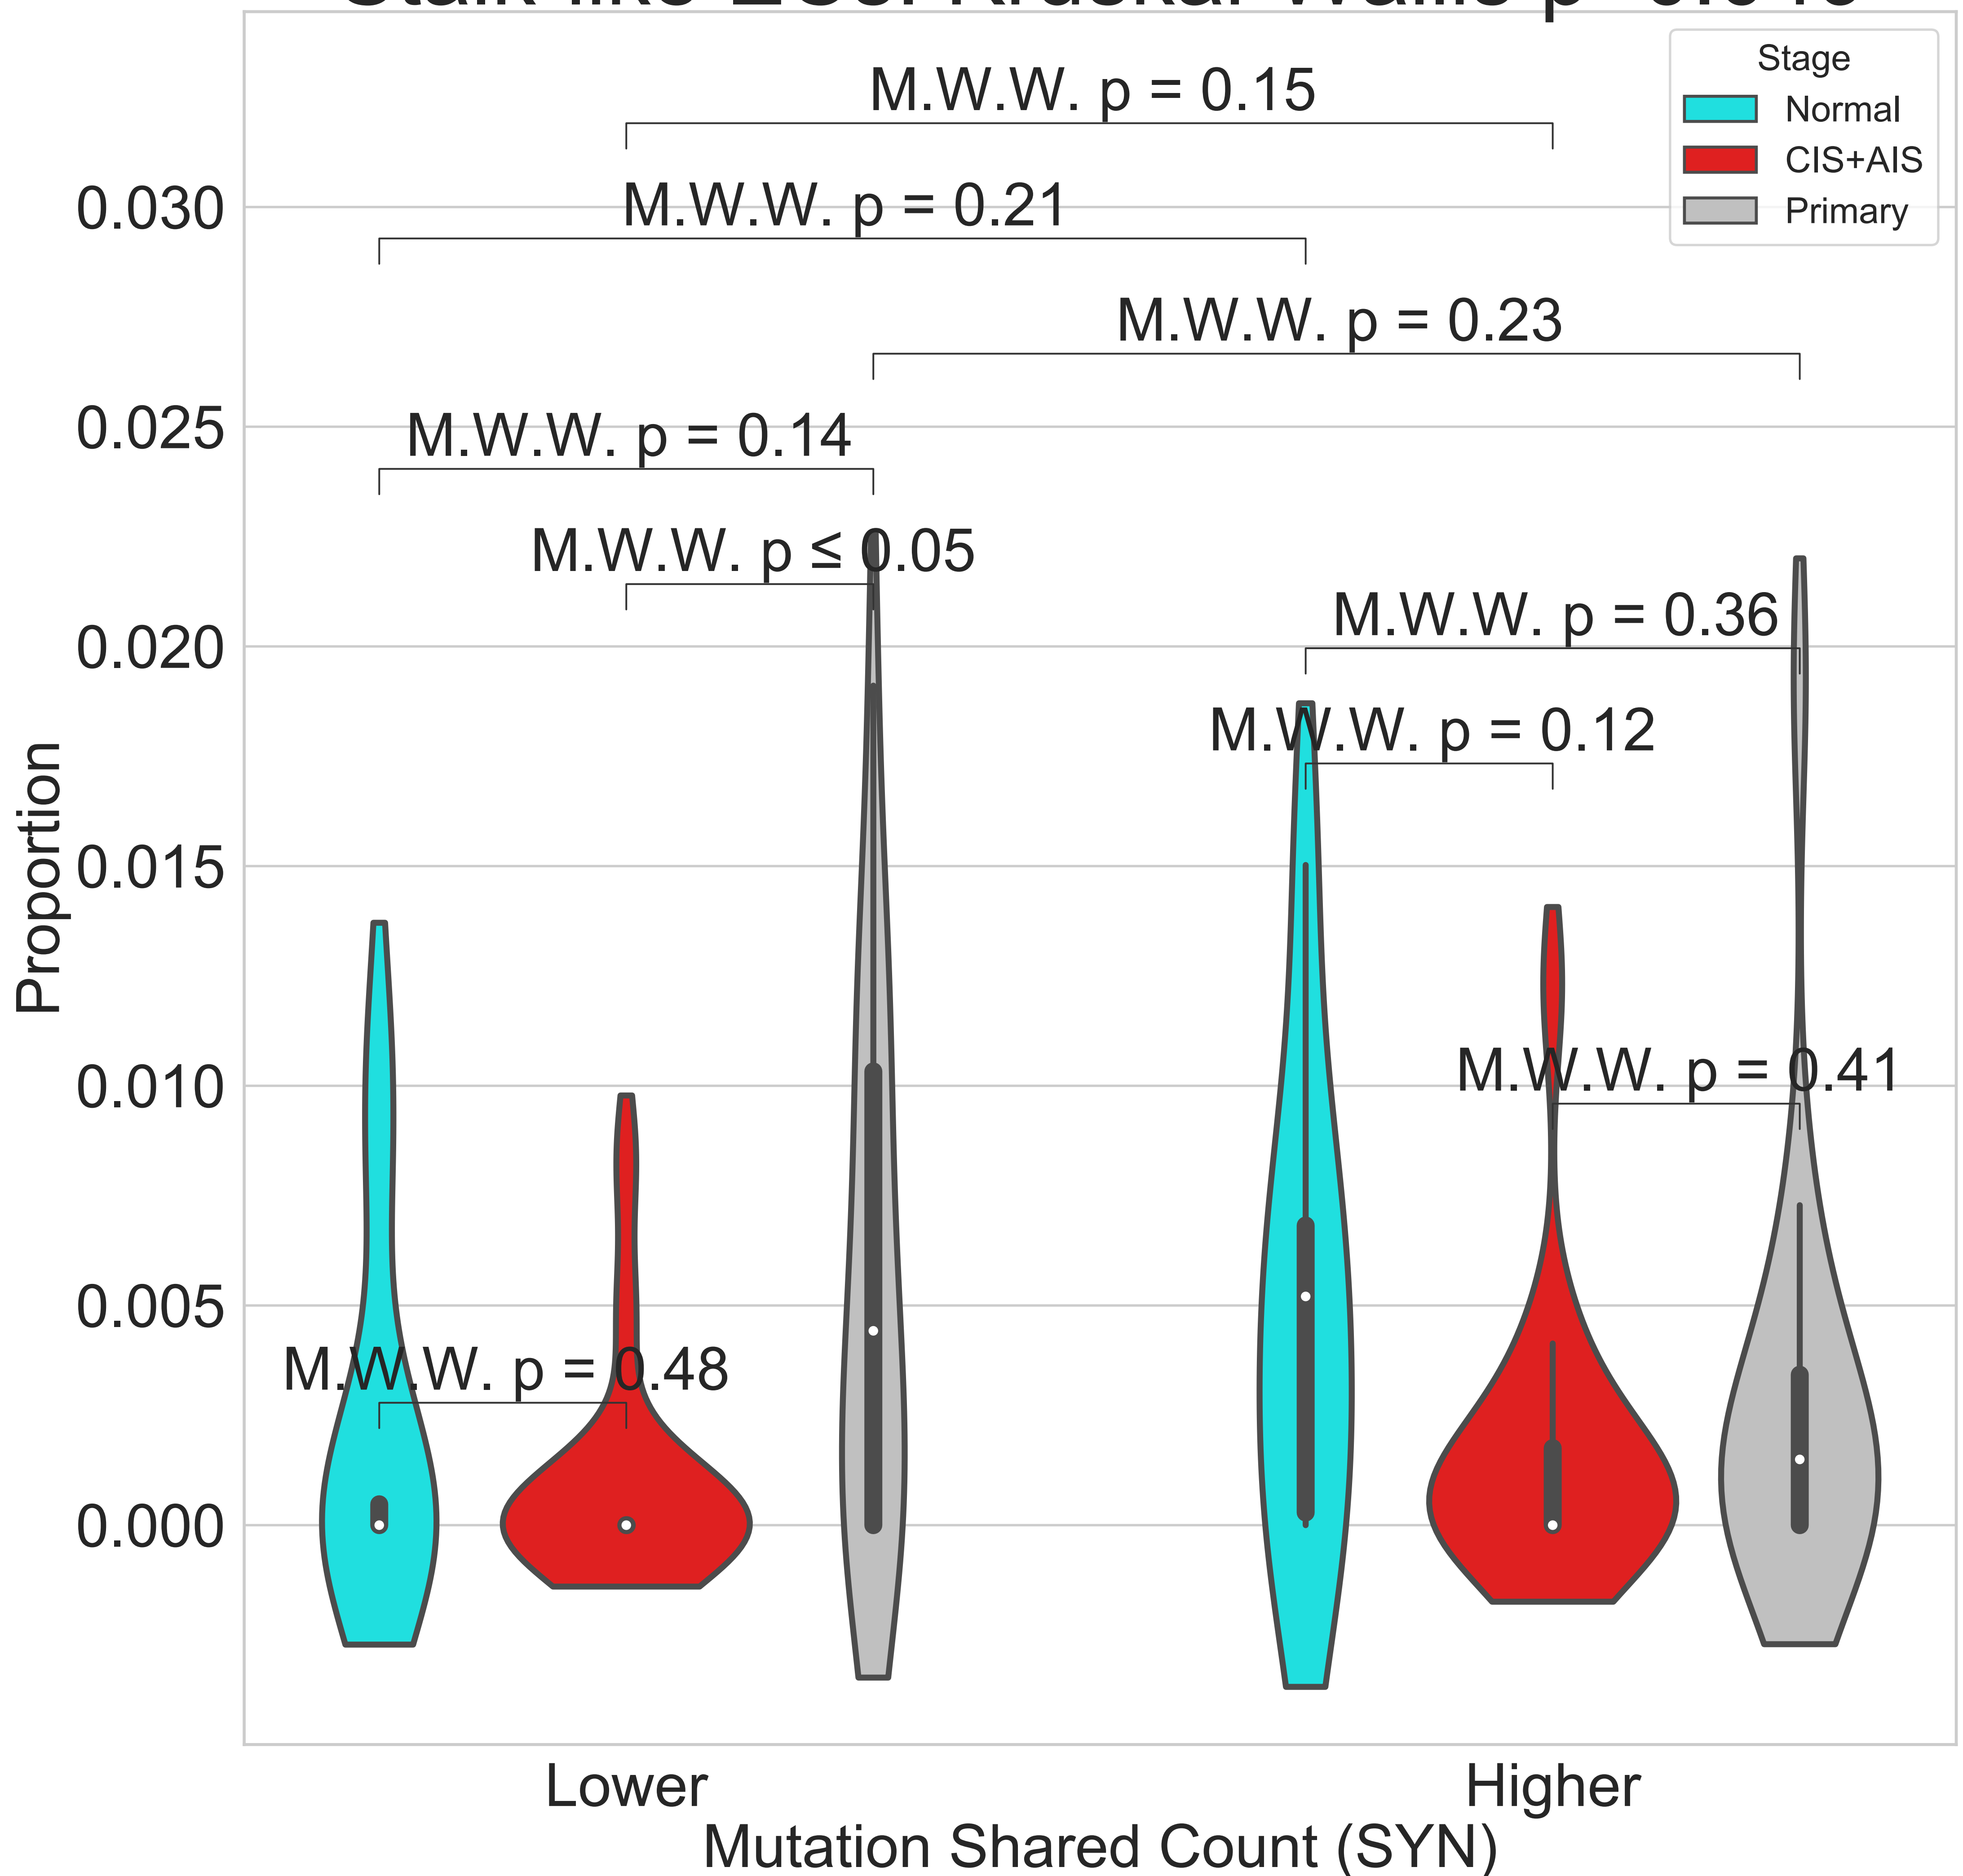 M.W.W. p = 0.15
M.W.W. p = 0.21
M.W.W. p = 0.23
M.W.W. p = 0.14
M.W.W. p ≤ 0.05
M.W.W. p = 0.36
M.W.W. p = 0.12
M.W.W. p = 0.41
M.W.W. p = 0.48
Stage
Normal
CIS+AIS
Primary
0.030
0.025
0.020
0.015
0.010
0.005
0.000
Proportion
Lower
Higher
Mutation Shared Count (SYN)